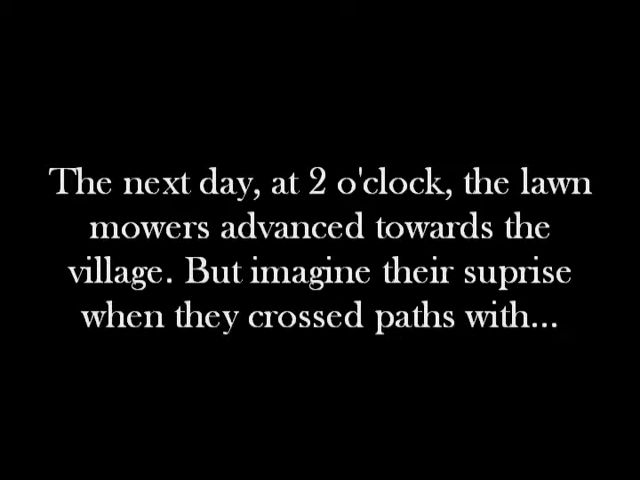 The next day, at 2 o'clock, the lawn
mowers advanced towards the
village. But imagine their suprise
when they crossed paths with...